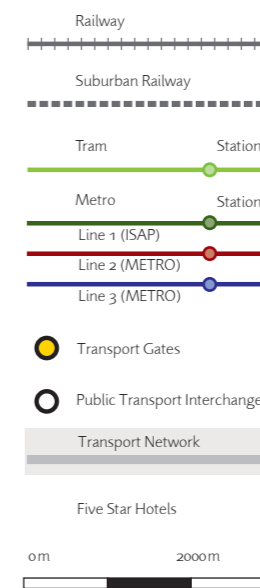 Railway
Suburban Railway
Tram Station
Metro Station
Line 1 (ISAP)
Line 2 (METRO)
Line 3 (METRO)
Transport Gates
Public Transport Interchange
Transport Network
Five Star Hotels
0m 2000m